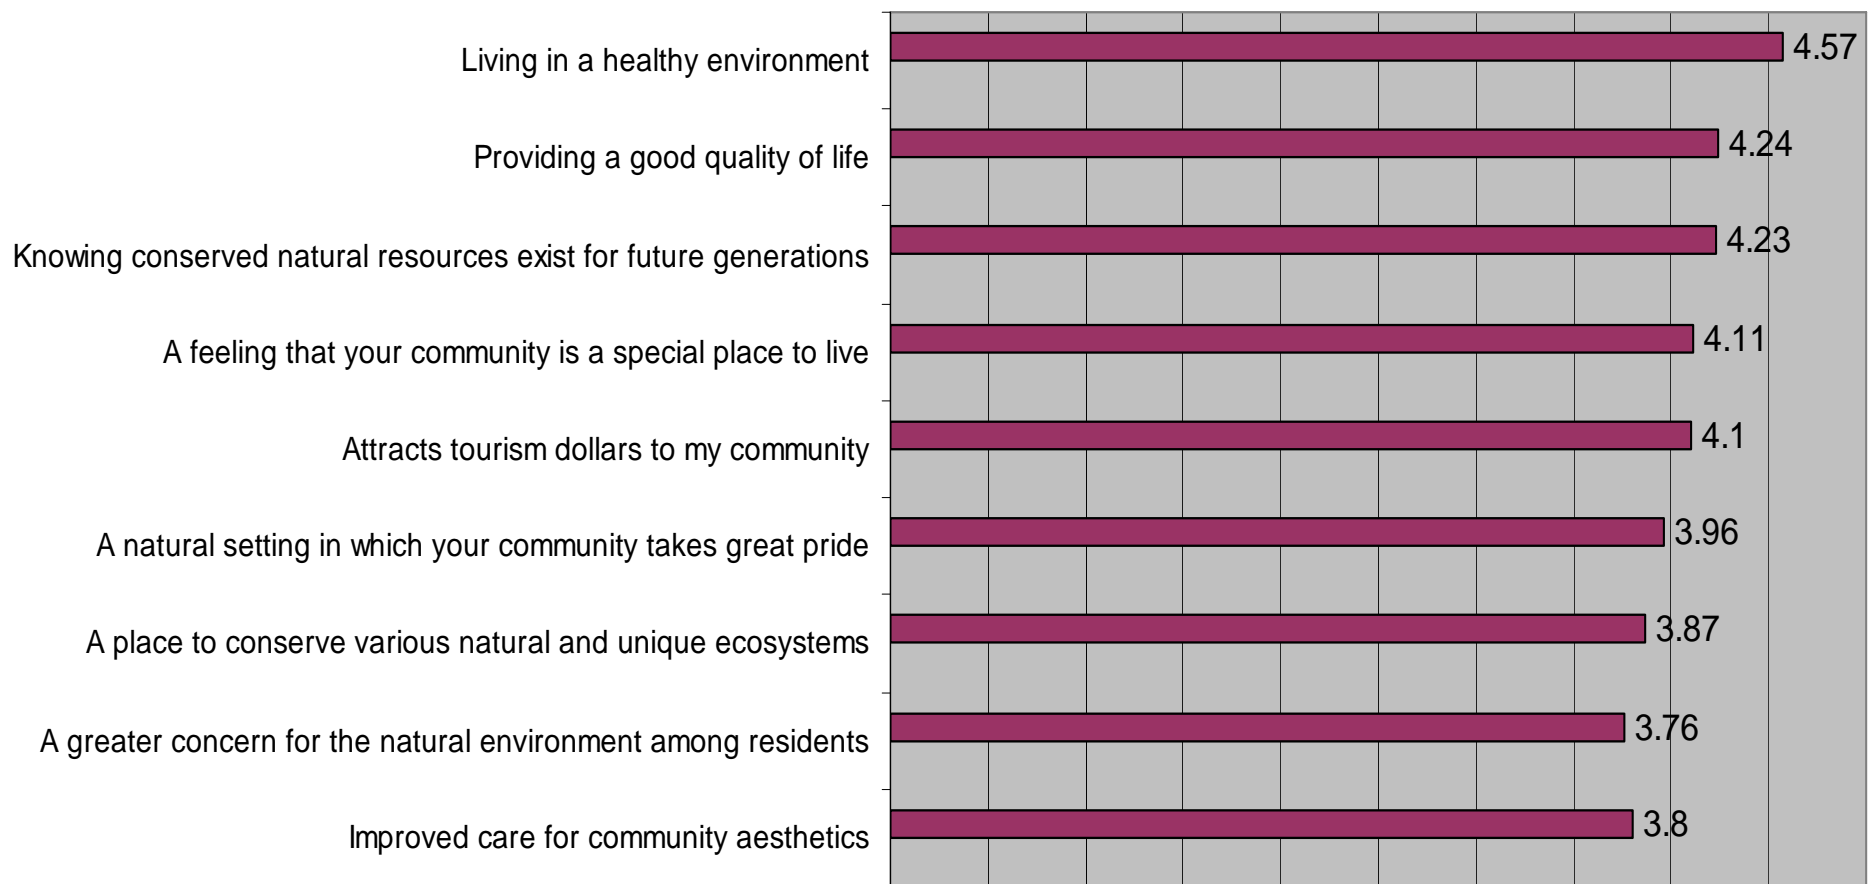 Living in a healthy environment 4.57
Providing a good quality of life 4.24
Knowing conserved natural resources exist for future generations 4.23
A feeling that your community is a special place to live 4.11
Attracts tourism dollars to my community 4.1
A natural setting in which your community takes great pride 3.96
A place to conserve various natural and unique ecosystems 3.87
A greater concern for the natural environment among residents 3.76
Improved care for community aesthetics 3.8